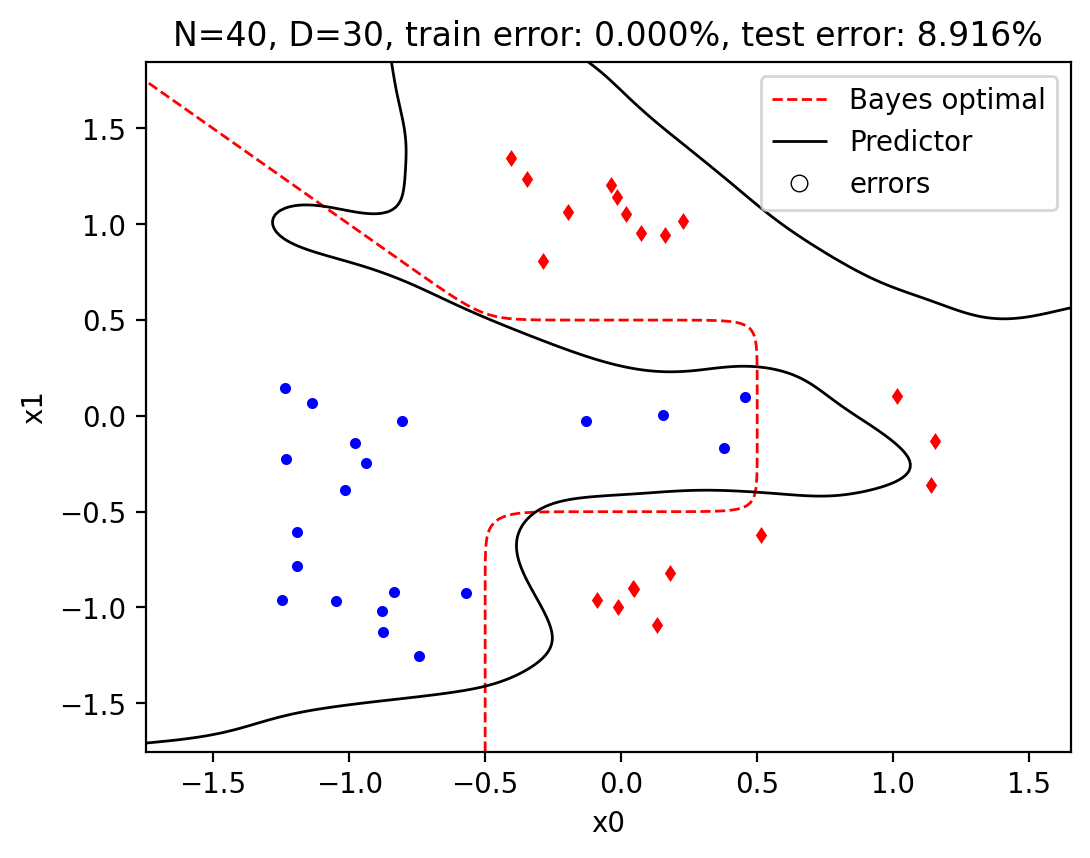 N=40, D=30, train error: 0.000%, test error: 8.916%
Bayes optimal
Predictor
errors
1.5
1.0
0.5
0.0
−0.5
−1.0
−1.5
x1
−1.5 −1.0 −0.5 0.0 0.5 1.0 1.5
x0